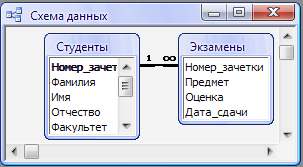 Схема данных
Студенты
Номер_зачет
Фамилия
Имя
Отчество
Факультет
1 ∞
Экзамены
Номер_зачетки
Предмет
Оценка
Дата_сдачи